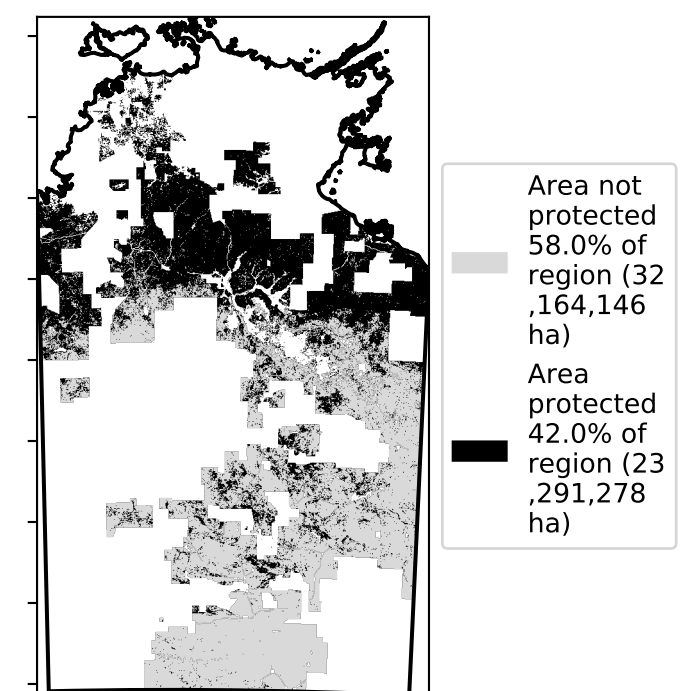 Area not
protected
58.0% of
region (32
,164,146
ha)
Area
protected
42.0% of
region (23
,291,278
ha)